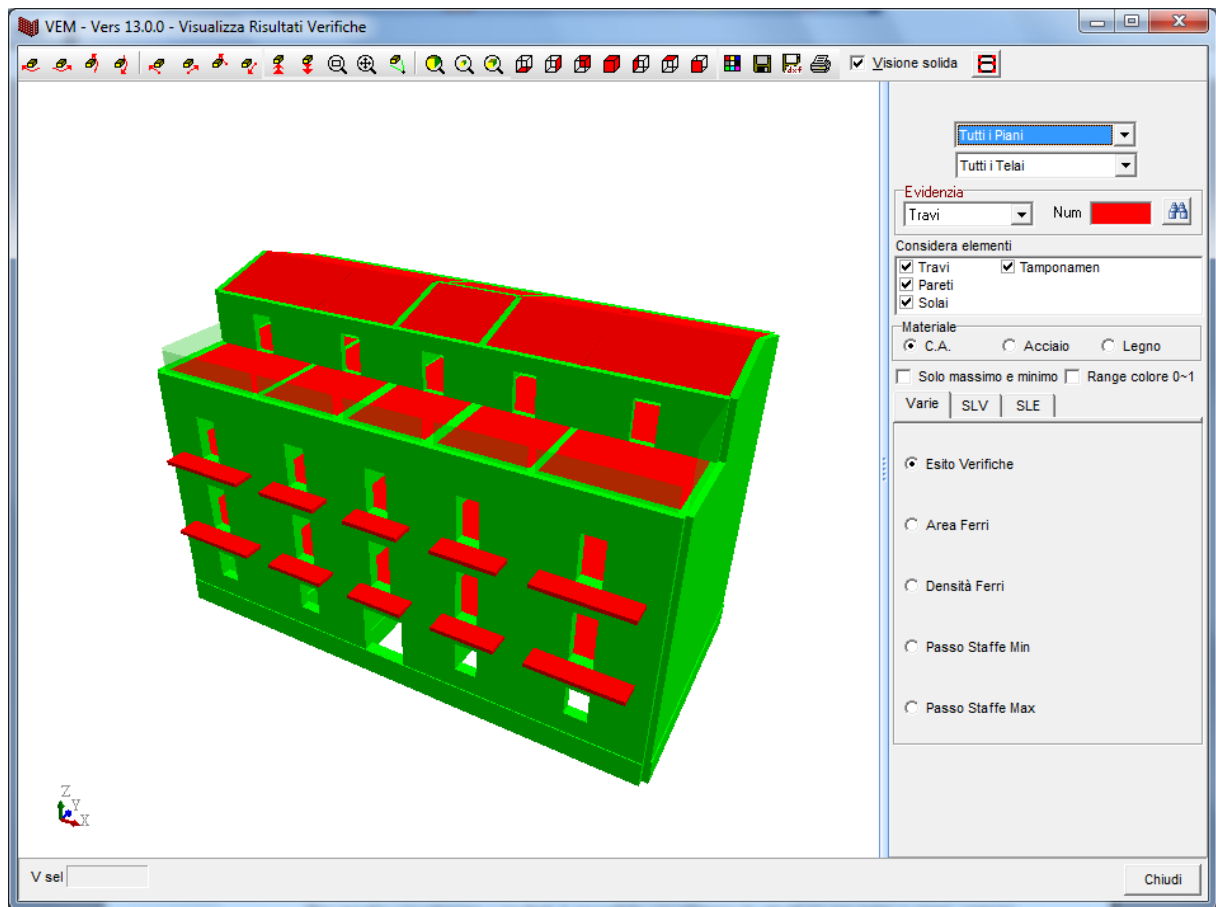 VEM - Vers 13.0.0 - Visualizza Risultati Verifiche
dxf
Visione solida
Tutti i Piani
Tutti i Telai
Evidenzia
Travi Num
Considera elementi
Travi Tamponamen
Pareti
Solai
Materiale
C.A. Acciaio Legno
Solo massimo e minimo Range colore 0~1
Varie SLV SLE
Esito Verifiche
Area Ferri
Densità Ferri
Passo Staffe Min
Passo Staffe Max
Z
Y
X
V sel
Chiudi